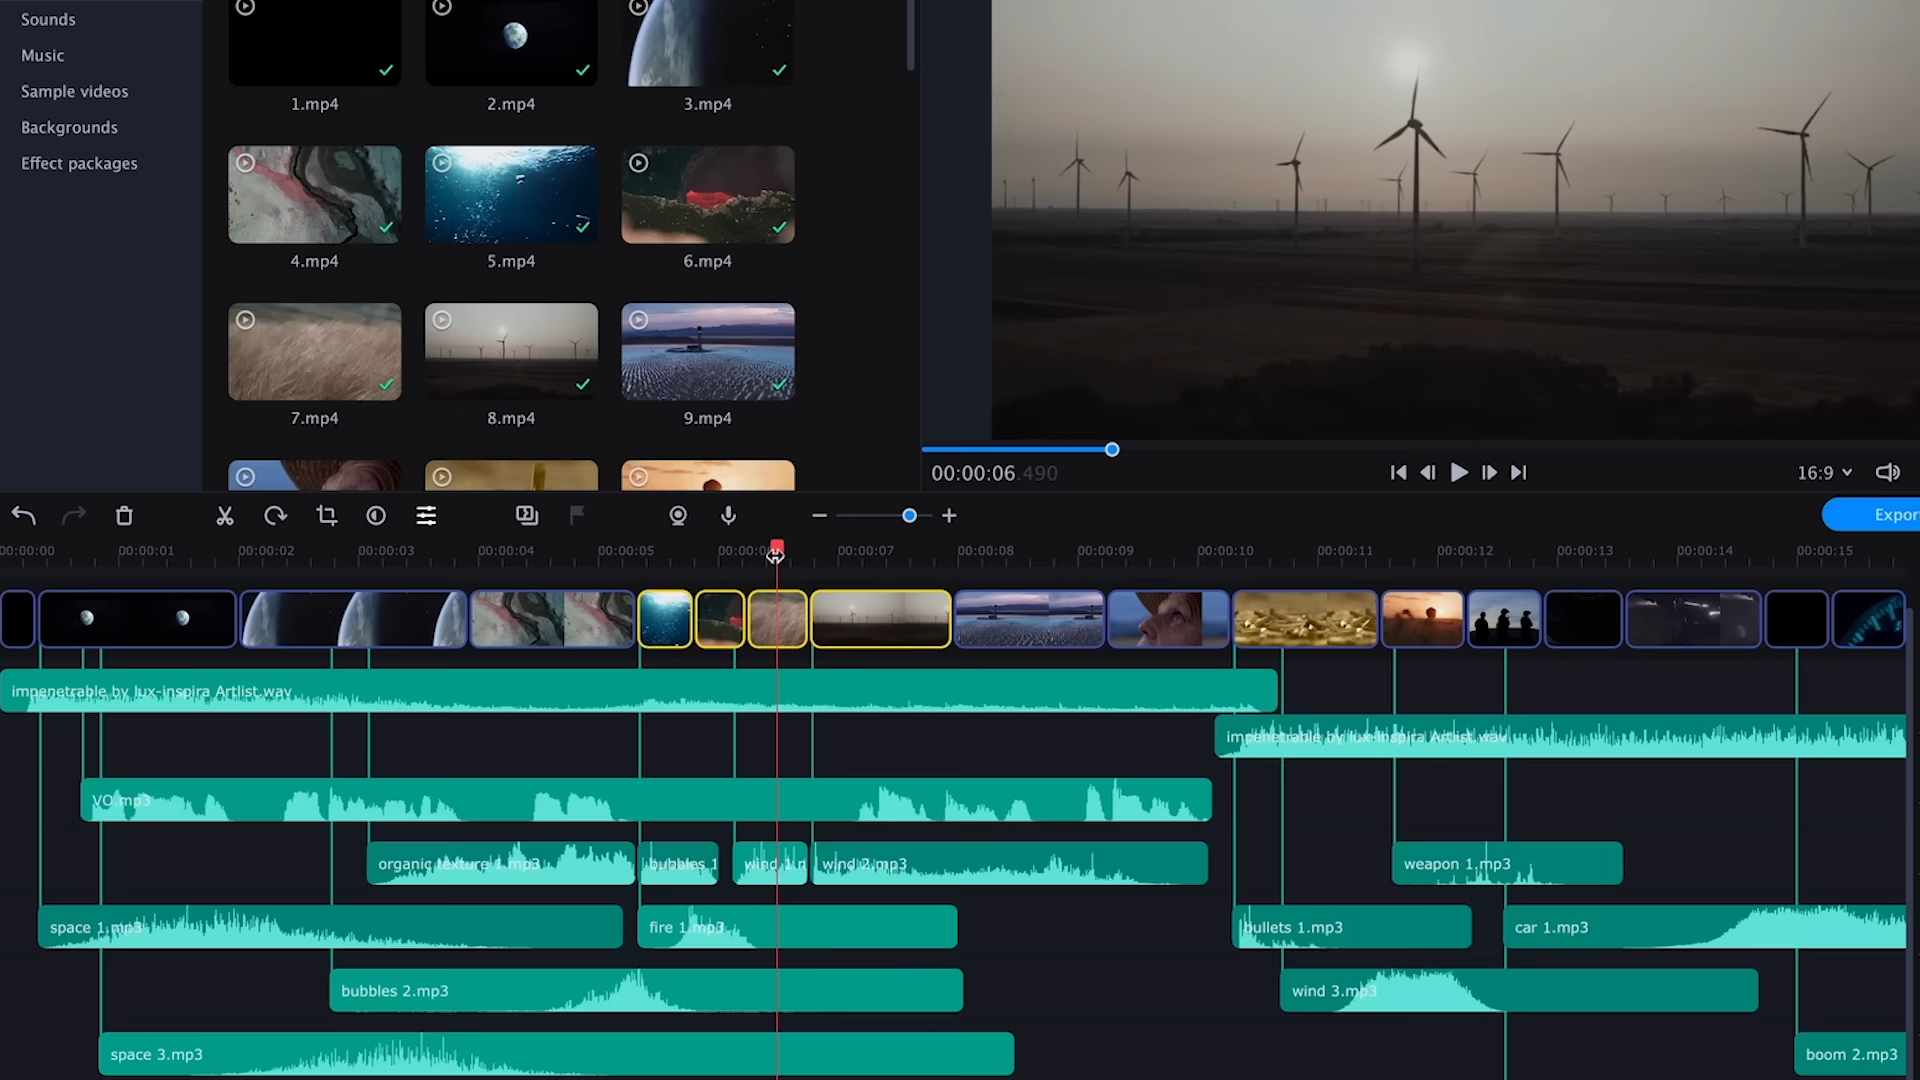 Sounds
Music
Sample videos
Backgrounds
Effect packages
1.mp4
2.mp4
3.mp4
4.mp4
5.mp4
6.mp4
7.mp4
8.mp4
9.mp4
00:00:06.490
16:9
Expor
00:00:00
00:00:01
00:00:02
00:00:03
00:00:04
00:00:05
00:00:0
00:00:07
00:00:08
00:00:09
00:00:10
00:00:11
00:00:12
00:00:13
00:00:14
00:00:15
impenetrable by lux-inspira Artlist.wav
impenetrable by lux-inspira Artlist.wav
VO.mp3
organic texture 1.mp3
bubbles 1
wind 1.n
wind 2.mp3
weapon 1.mp3
space 1.mp3
fire 1.mp3
bullets 1.mp3
car 1.mp3
bubbles 2.mp3
wind 3.mp3
space 3.mp3
boom 2.mp3